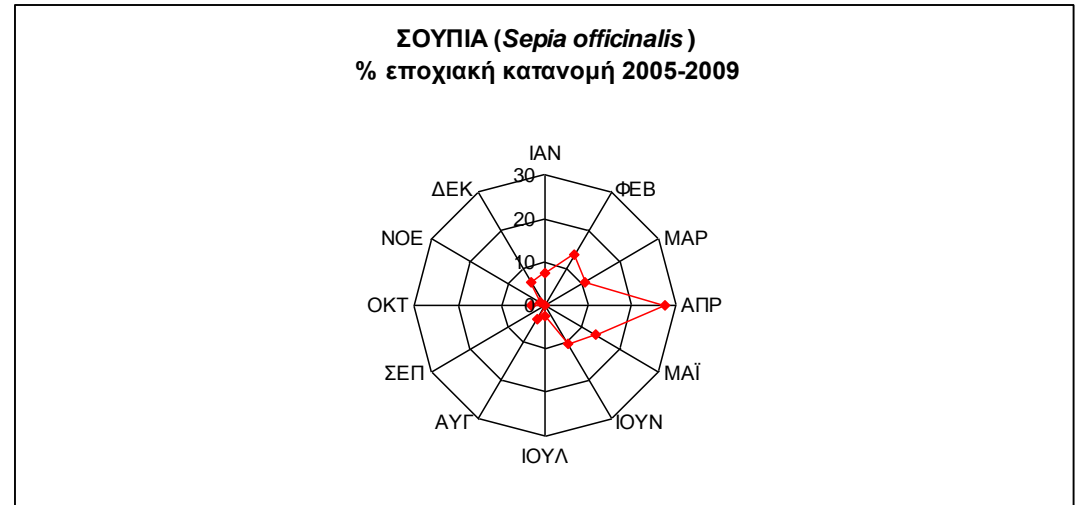 ΣΟΥΠΙΑ (Sepia officinalis)
% εποχιακή κατανομή 2005-2009
ΙΑΝ
30
ΔΕΚ
ΦΕΒ
20
ΝΟΕ
ΜΑΡ
10
ΟΚΤ
0
ΑΠΡ
ΣΕΠ
ΜΑΪ
ΑΥΓ
ΙΟΥΝ
ΙΟΥΛ